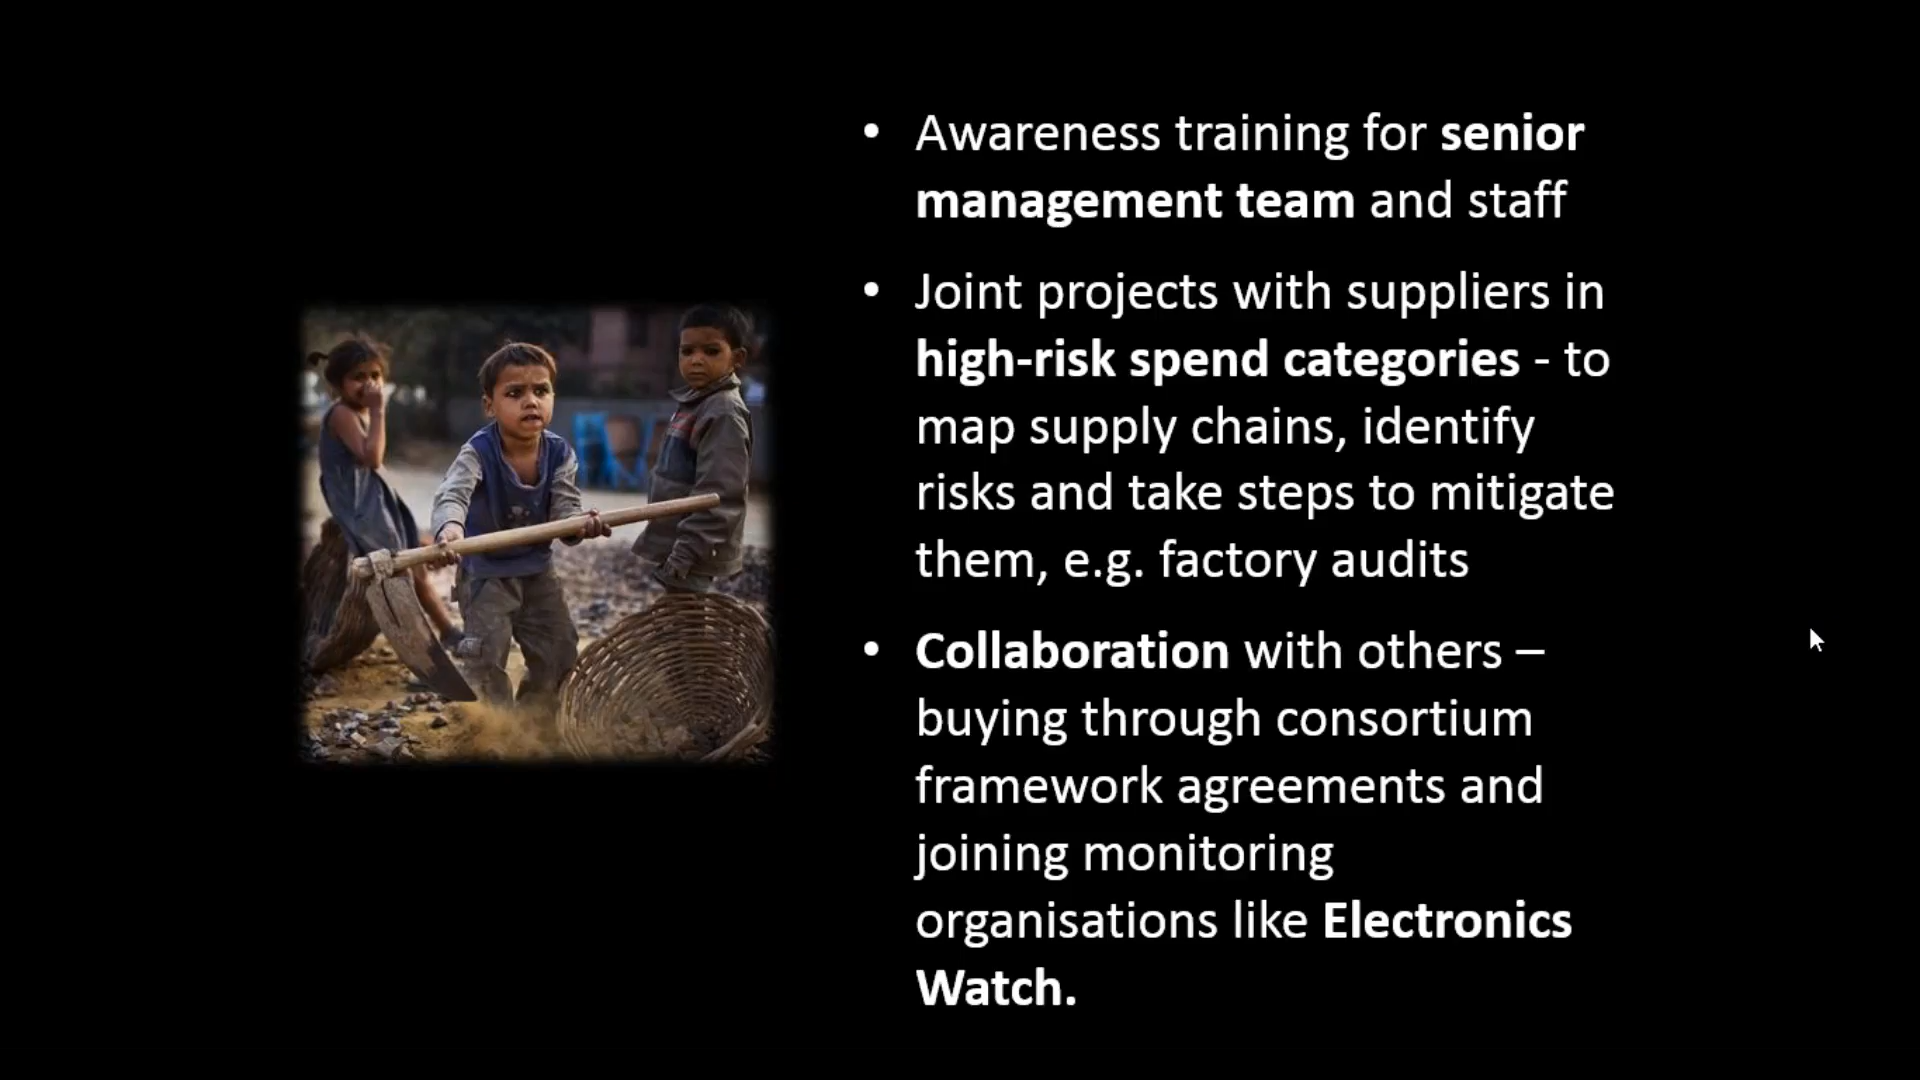 • Awareness training for senior
management team and staff
• Joint projects with suppliers in
high-risk spend categories - to
map supply chains, identify
risks and take steps to mitigate
them, e.g. factory audits
• Collaboration with others –
buying through consortium
framework agreements and
joining monitoring
organisations like Electronics
Watch.